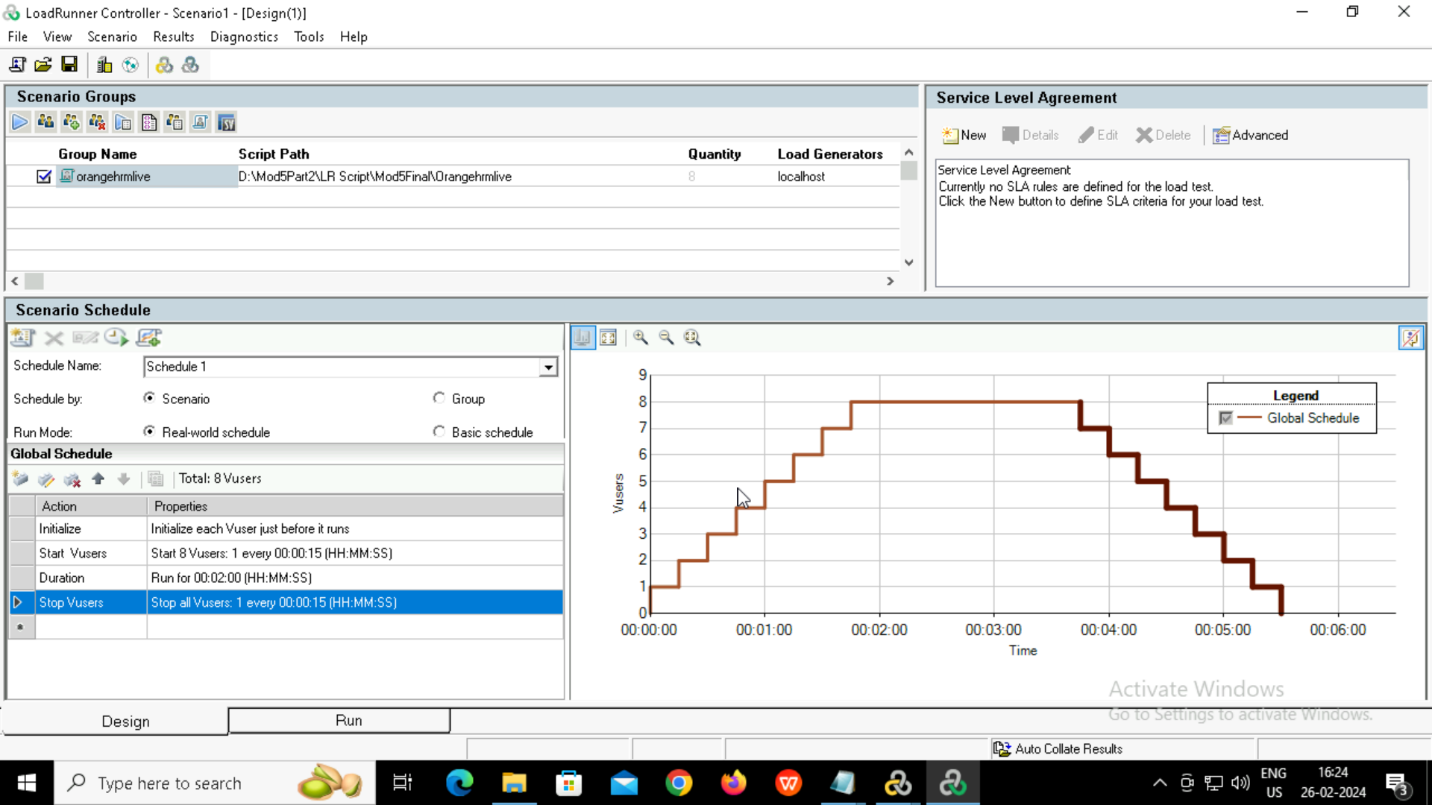 LoadRunner Controller - Scenario1 - [Design(1)]
File View Scenario Results Diagnostics Tools Help
Scenario Groups
Group Name Script Path Quantity Load Generators
orangehrmlive D:\Mod5Part2\LR Script\Mod5Final\Orangehrmlive 8 localhost
Service Level Agreement
New Details Edit Delete Advanced
Service Level Agreement
Currently no SLA rules are defined for the load test.
Click the New button to define SLA criteria for your load test.
Scenario Schedule
Schedule Name: Schedule 1
Schedule by: Scenario Group
Run Mode: Real-world schedule Basic schedule
Global Schedule
Total: 8 Vusers
Action Properties
Initialize Initialize each Vuser just before it runs
Start Vusers Start 8 Vusers: 1 every 00:00:15 (HH:MM:SS)
Duration Run for 00:02:00 (HH:MM:SS)
Stop Vusers Stop all Vusers: 1 every 00:00:15 (HH:MM:SS)
Vusers
9
8
7
6
5
4
3
2
1
0
00:00:00 00:01:00 00:02:00 00:03:00 00:04:00 00:05:00 00:06:00
Time
Legend
Global Schedule
Activate Windows
Go to Settings to activate Windows.
Design Run
Auto Collate Results
Type here to search
W
ENG
US
16:24
26-02-2024
3